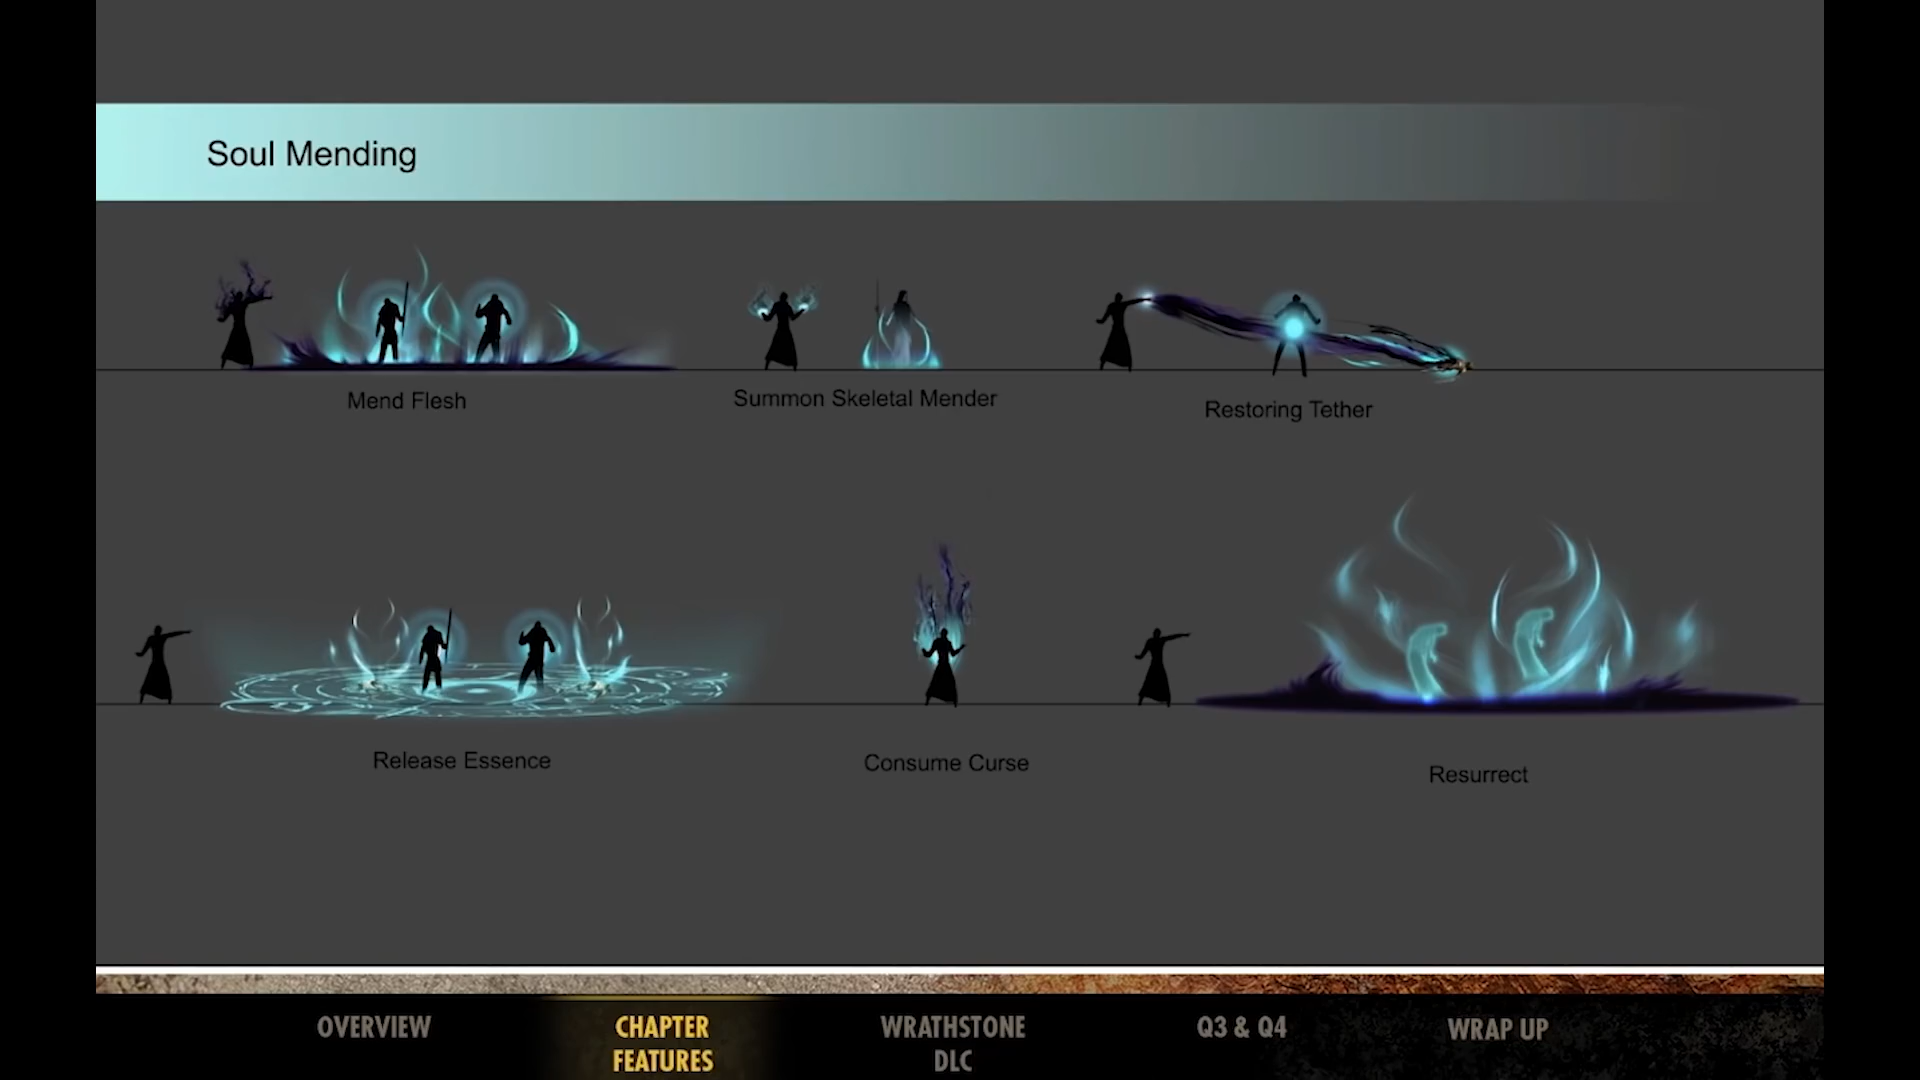 Soul Mending
Mend Flesh
Summon Skeletal Mender
Restoring Tether
Release Essence
Consume Curse
Resurrect
OVERVIEW
CHAPTER
FEATURES
WRATHSTONE
DLC
Q3 & Q4
WRAP UP